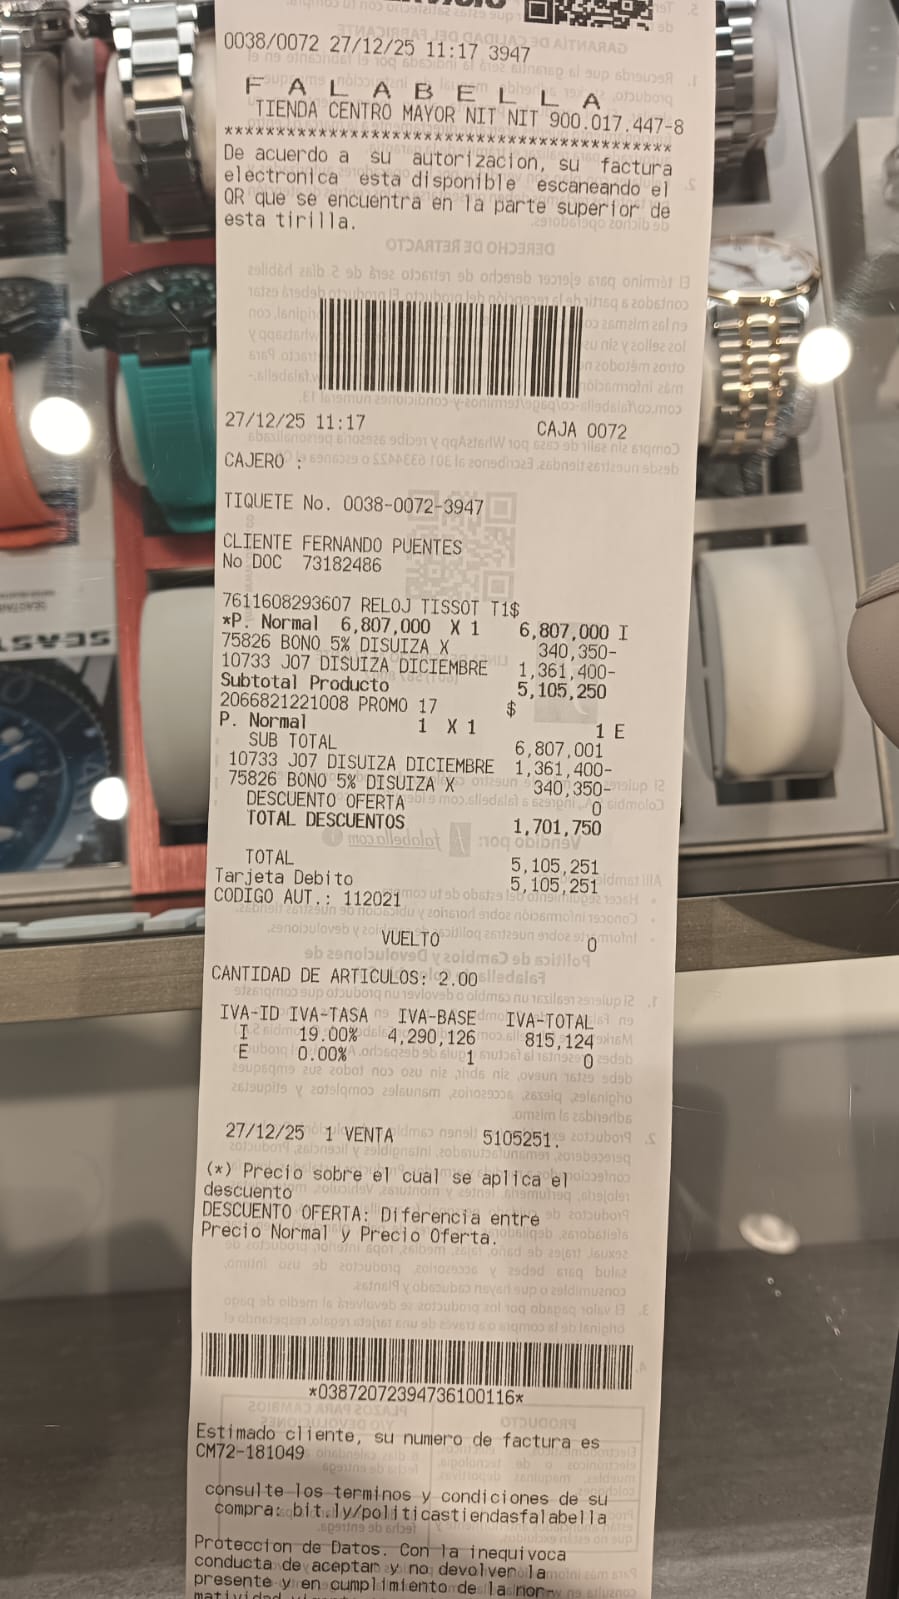 0038/0072 27/12/25 11:17 3947
F A L A B E L L A
TIENDA CENTRO MAYOR NIT NIT 900.017.447-8
*******************************************
De acuerdo a su autorizacion, su factura
electronica esta disponible escaneando el
QR que se encuentra en la parte superior de
esta tirilla.
27/12/25 11:17 CAJA 0072
CAJERO :
TIQUETE No. 0038-0072-3947
CLIENTE FERNANDO PUENTES
No DOC 73182486
7611608293607 RELOJ TISSOT T1$
*P. Normal 6,807,000 X 1 6,807,000 I
75826 BONO 5% DISUIZA X 340,350-
10733 JO7 DISUIZA DICIEMBRE 1,361,400-
Subtotal Producto 5,105,250
2066821221008 PROMO 17 $
P. Normal 1 X 1 1 E
SUB TOTAL 6,807,001
10733 JO7 DISUIZA DICIEMBRE 1,361,400-
75826 BONO 5% DISUIZA X 340,350-
DESCUENTO OFERTA 0
TOTAL DESCUENTOS 1,701,750
TOTAL 5,105,251
Tarjeta Debito 5,105,251
CODIGO AUT.: 112021
VUELTO 0
CANTIDAD DE ARTICULOS: 2.00
IVA-ID IVA-TASA IVA-BASE IVA-TOTAL
I 19.00% 4,290,126 815,124
E 0.00% 1 0
27/12/25 1 VENTA 5105251.
(*) Precio sobre el cual se aplica el
descuento
DESCUENTO OFERTA: Diferencia entre
Precio Normal y Precio Oferta.
*03872072394736100116*
Estimado cliente, su numero de factura es
CM72-181049
consulte los terminos y condiciones de su
compra: bit.ly/politicastiendasfalabella
Proteccion de Datos. Con la inequivoca
conducta de aceptar y no devolver la
presente y en cumplimiento de la nor-